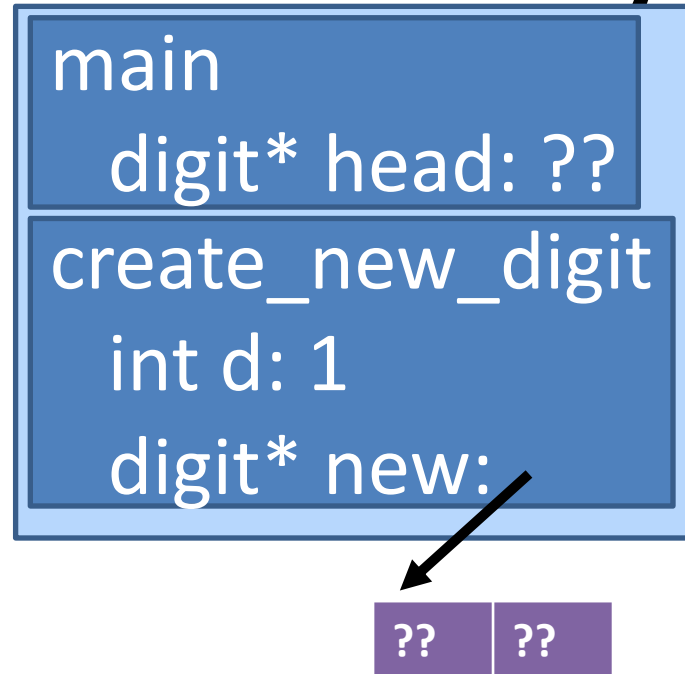 main
digit* head: ??
create_new_digit
int d: 1
digit* new:
?? ??